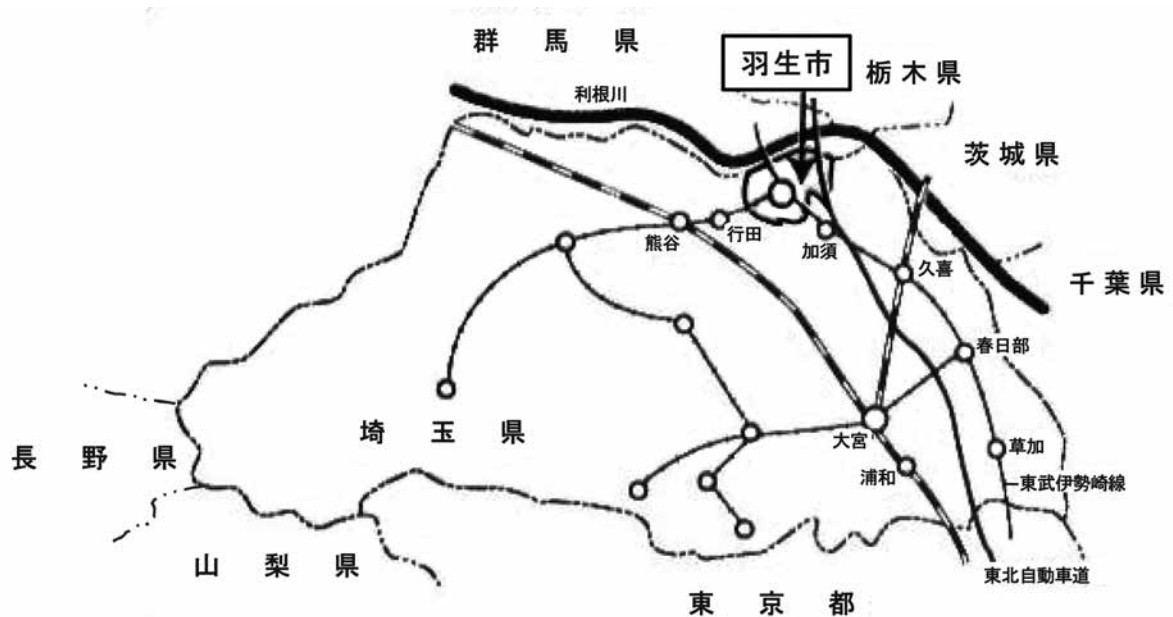 群馬県
羽生市
栃木県
利根川
茨城県
熊谷
行田
加須
久喜
千葉県
春日部
埼玉県
大宮
草加
長野県
浦和
東武伊勢崎線
山梨県
東北自動車道
東京都